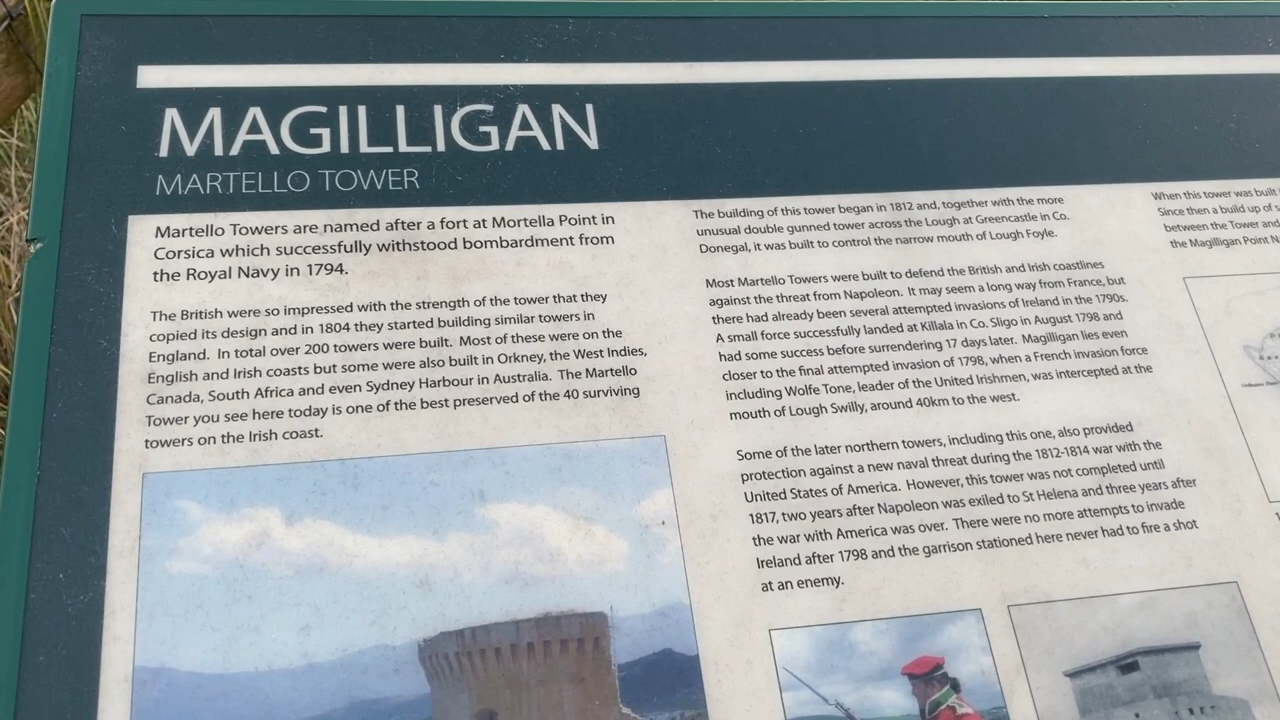 MAGILLIGAN
MARTELLO TOWER
Martello Towers are named after a fort at Mortella Point in
Corsica which successfully withstood bombardment from
the Royal Navy in 1794.
The British were so impressed with the strength of the tower that they
copied its design and in 1804 they started building similar towers in
England. In total over 200 towers were built. Most of these were on the
English and Irish coasts but some were also built in Orkney, the West Indies,
Canada, South Africa and even Sydney Harbour in Australia. The Martello
Tower you see here today is one of the best preserved of the 40 surviving
towers on the Irish coast.
The building of this tower began in 1812 and, together with the more
unusual double gunned tower across the Lough at Greencastle in Co.
Donegal, it was built to control the narrow mouth of Lough Foyle.
Most Martello Towers were built to defend the British and Irish coastlines
against the threat from Napoleon. It may seem a long way from France, but
there had already been several attempted invasions of Ireland in the 1790s.
A small force successfully landed at Killala in Co. Sligo in August 1798 and
had some success before surrendering 17 days later. Magilligan lies even
closer to the final attempted invasion of 1798, when a French invasion force
including Wolfe Tone, leader of the United Irishmen, was intercepted at the
mouth of Lough Swilly, around 40km to the west.
Some of the later northern towers, including this one, also provided
protection against a new naval threat during the 1812-1814 war with the
United States of America. However, this tower was not completed until
1817, two years after Napoleon was exiled to St Helena and three years after
the war with America was over. There were no more attempts to invade
Ireland after 1798 and the garrison stationed here never had to fire a shot
at an enemy.
When this tower was built
Since then a build up of
between the Tower and
the Magilligan Point